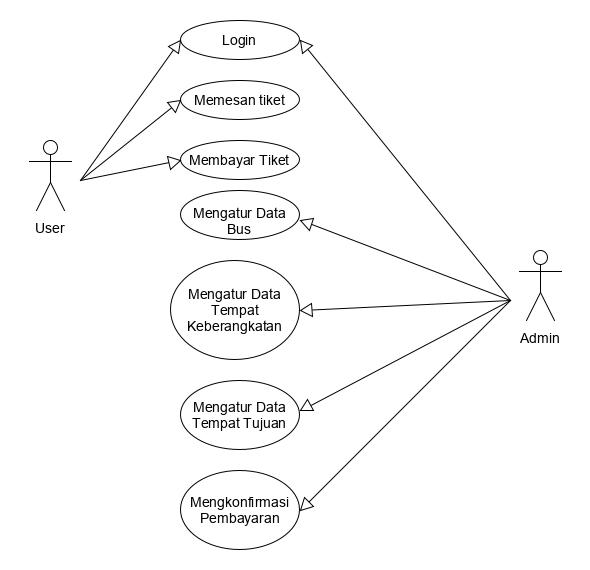 Login
Memesan tiket
Membayar Tiket
User
Mengatur Data
Bus
Mengatur Data
Tempat
Keberangkatan
Admin
Mengatur Data
Tempat Tujuan
Mengkonfirmasi
Pembayaran